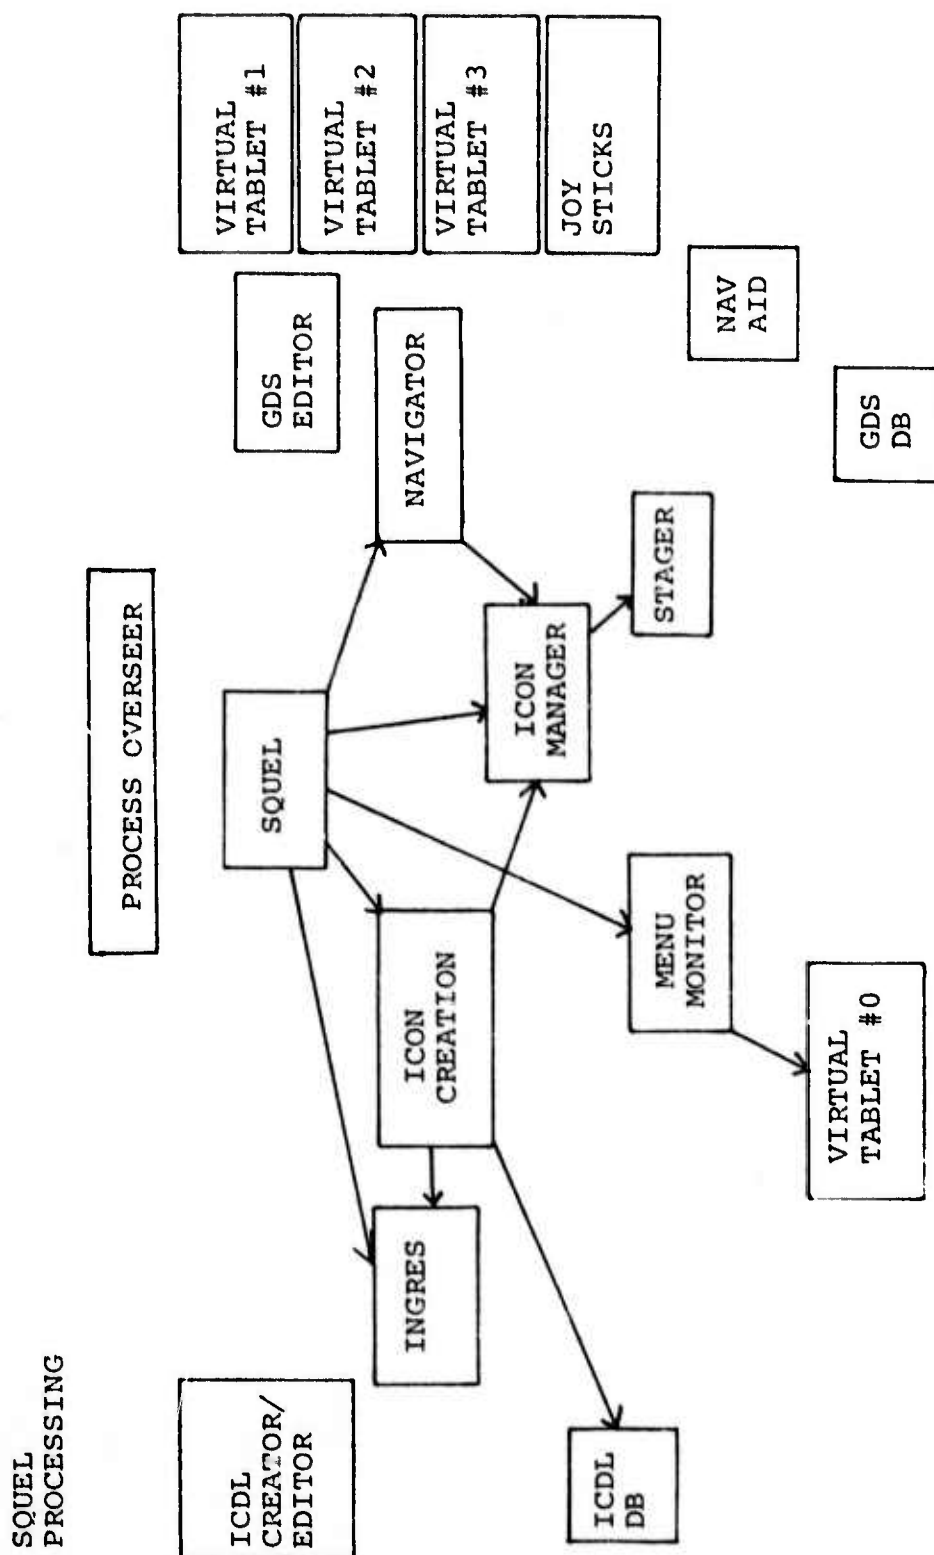 SQUEL
PROCESSING
PROCESS OVERSEER
ICDL
CREATOR/
EDITOR
SQUEL
GDS
EDITOR
VIRTUAL
TABLET #1
VIRTUAL
TABLET #2
VIRTUAL
TABLET #3
JOY
STICKS
INGRES
ICON
CREATION
NAVIGATOR
ICON
MANAGER
ICDL
DB
MENU
MONITOR
STAGER
NAV
AID
VIRTUAL
TABLET #0
GDS
DB